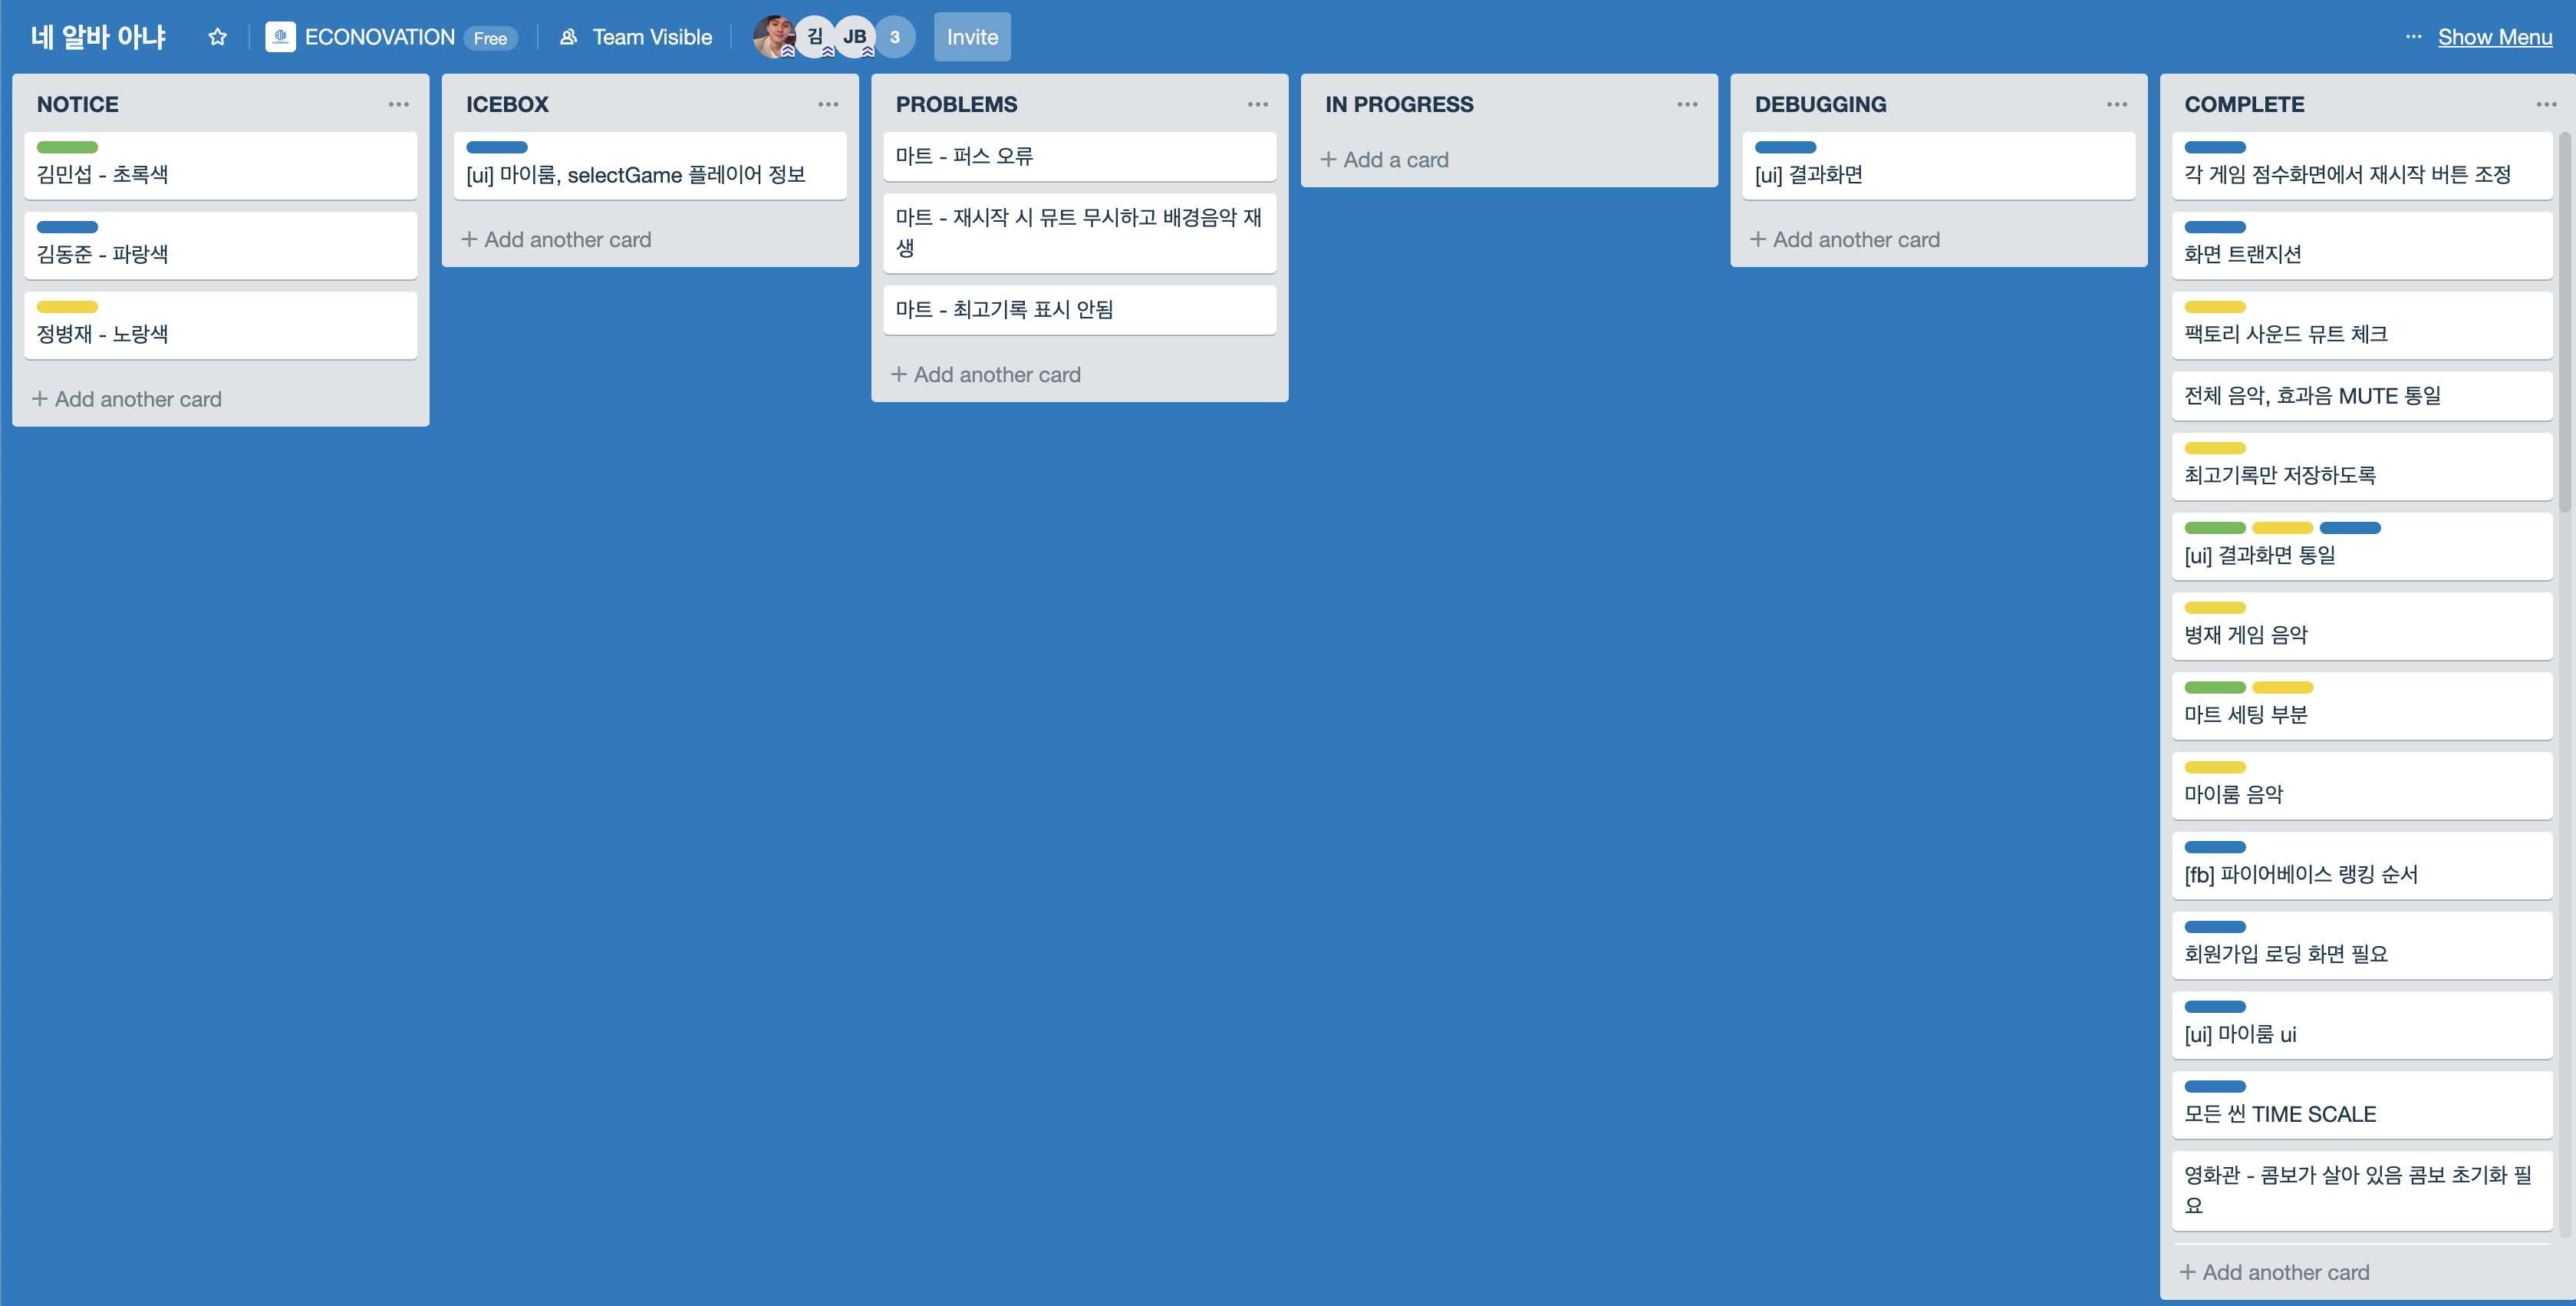 네 알바 아냐
ECONOVATION Free
Team Visible
김
JB
3
Invite
Show Menu
NOTICE
김민섭 - 초록색
김동준 - 파랑색
정병재 - 노랑색
+ Add another card
ICEBOX
[ui] 마이룸, selectGame 플레이어 정보
+ Add another card
PROBLEMS
마트 - 퍼스 오류
마트 - 재시작 시 뮤트 무시하고 배경음악 재
생
마트 - 최고기록 표시 안됨
+ Add another card
IN PROGRESS
+ Add a card
DEBUGGING
[ui] 결과화면
+ Add another card
COMPLETE
각 게임 점수화면에서 재시작 버튼 조정
화면 트랜지션
팩토리 사운드 뮤트 체크
전체 음악, 효과음 MUTE 통일
최고기록만 저장하도록
[ui] 결과화면 통일
병재 게임 음악
마트 세팅 부분
마이룸 음악
[fb] 파이어베이스 랭킹 순서
회원가입 로딩 화면 필요
[ui] 마이룸 ui
모든 씬 TIME SCALE
영화관 - 콤보가 살아 있음 콤보 초기화 필
요
+ Add another card